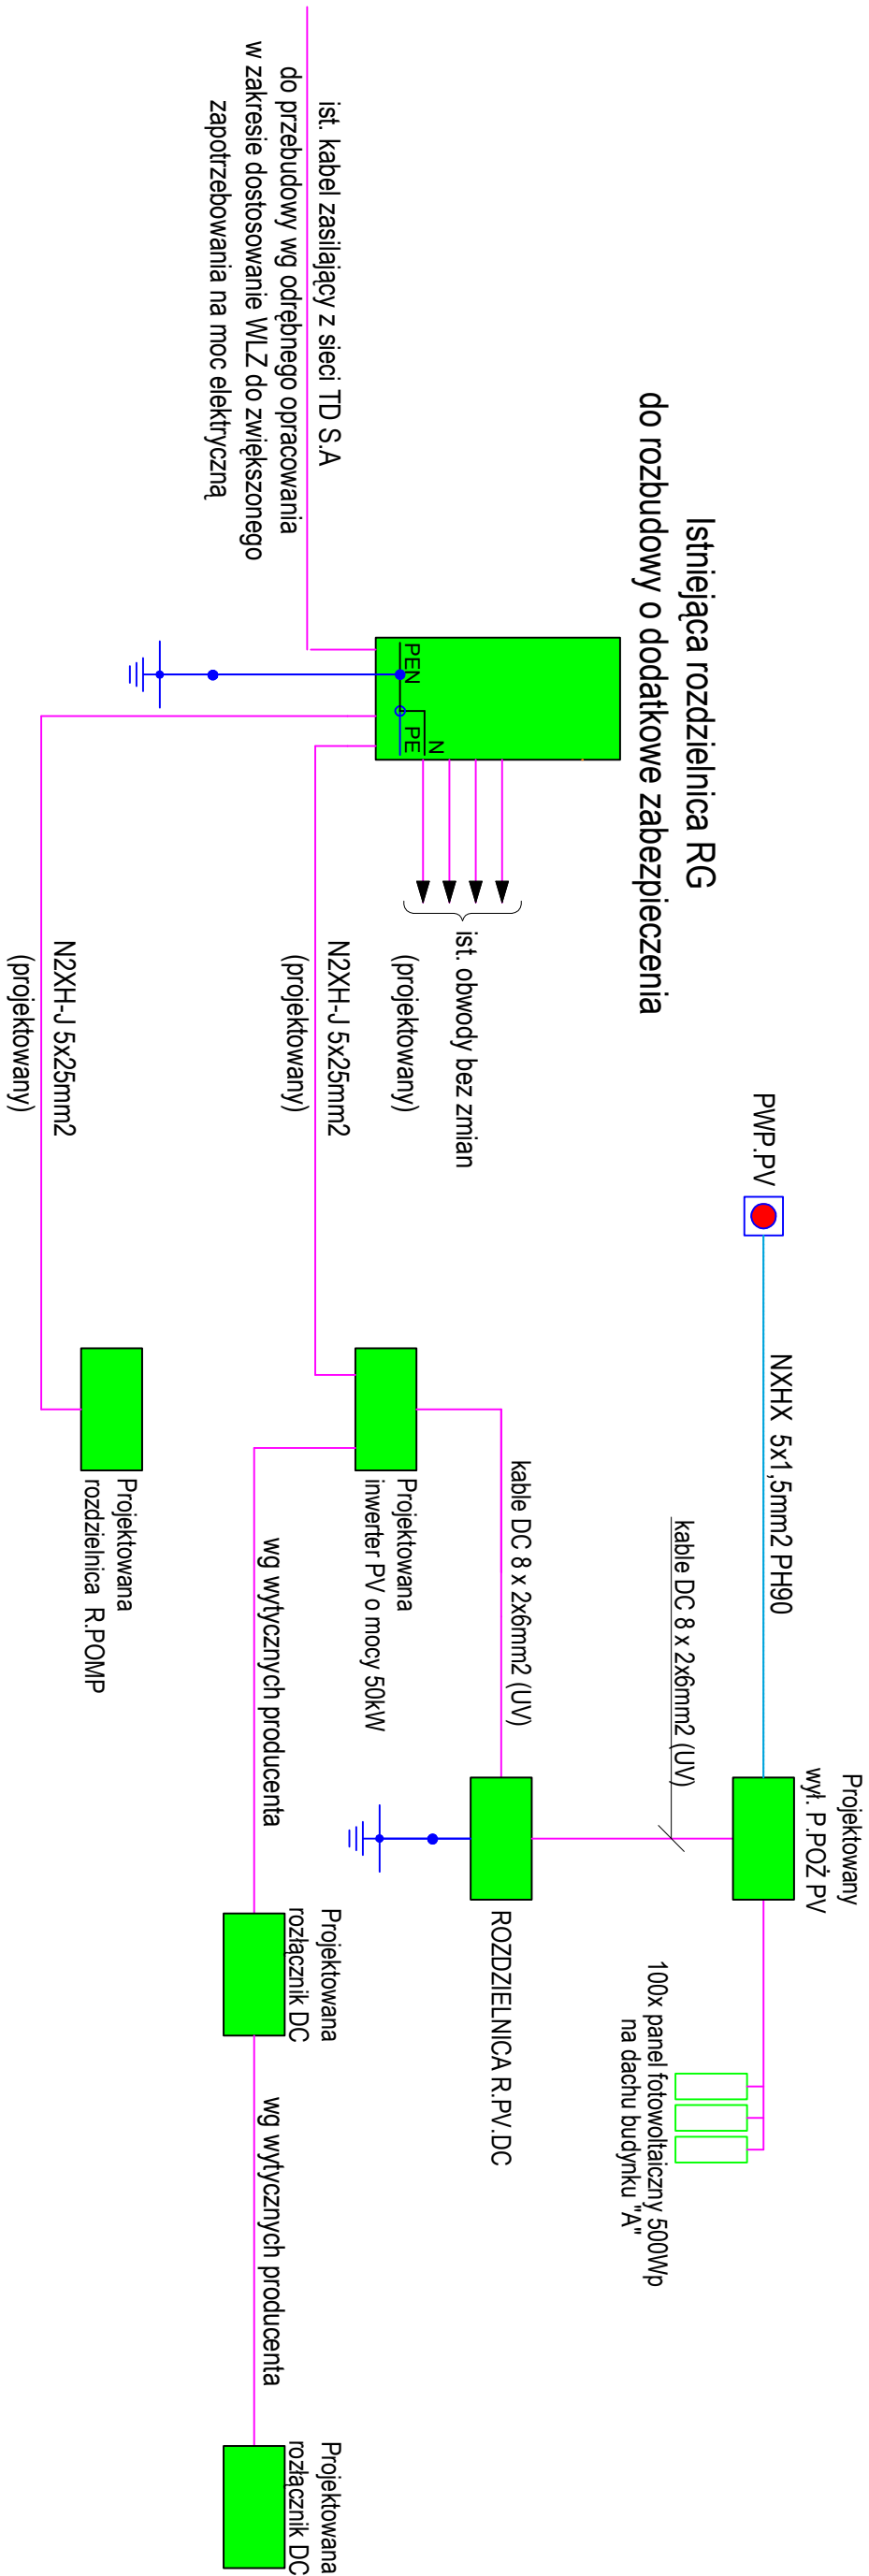 Istniejąca rozdzielnica RG
do rozbudowy o dodatkowe zabezpieczenia
ist. kabel zasilający z sieci TD S.A
do przebudowy wg odrębnego opracowania
w zakresie dostosowanie WLZ do zwiększonego
zapotrzebowania na moc elektryczną
PEN
N
PE
ist. obwody bez zmian
(projektowany)
N2XH-J 5x25mm2
(projektowany)
N2XH-J 5x25mm2
(projektowany)
PWP.PV
NXHX 5x1,5mm2 PH90
Projektowany
wył. P.POŻ PV
kable DC 8 x 2x6mm2 (UV)
100x panel fotowoltaiczny 500Wp
na dachu budynku "A"
kable DC 8 x 2x6mm2 (UV)
ROZDZIELNICA R.PV.DC
Projektowana
inwerter PV o mocy 50kW
wg wytycznych producenta
Projektowana
rozłącznik DC
wg wytycznych producenta
Projektowana
rozłącznik DC
Projektowana
rozdzielnica R.POMP